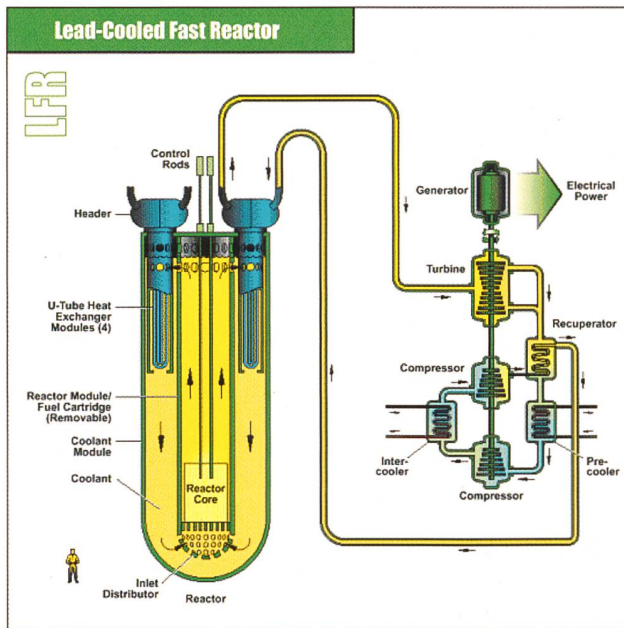 Lead-Cooled Fast Reactor
LFR
Control
Rods
Header
Generator
Electrical
Power
Turbine
U-Tube Heat
Exchanger
Modules (4)
Recuperator
Compressor
Reactor Module/
Fuel Cartridge
(Removable)
Coolant
Module
Inter-
cooler
Pre-
cooler
Compressor
Coolant
Reactor
Core
Inlet
Distributor
Reactor